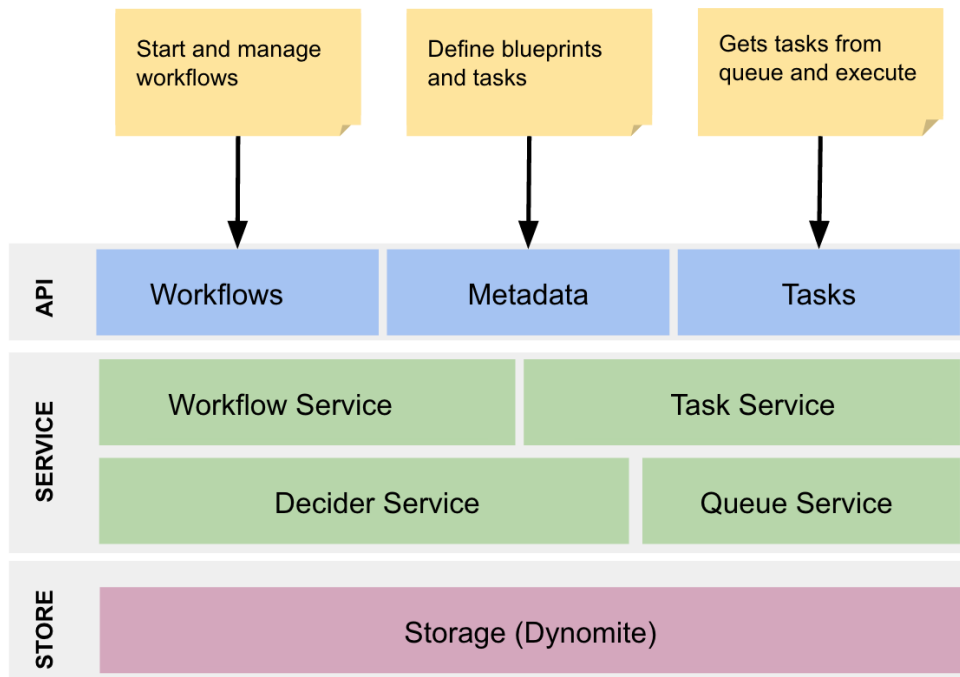 Start and manage
workflows
Define blueprints
and tasks
Gets tasks from
queue and execute
API
Workflows
Metadata
Tasks
SERVICE
Workflow Service
Task Service
Decider Service
Queue Service
STORE
Storage (Dynomite)